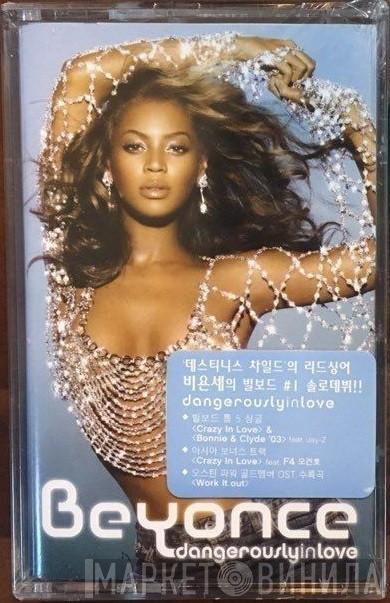 '데스티니스 차일드'의 리드싱어
비욘세의 빌보드 #1 솔로데뷔!!
dangerouslyinlove
• 빌보드 톱 5 싱글
<Crazy In Love> &
<Bonnie & Clyde '03> feat. Jay-Z
• 아시아 보너스 트랙
<Crazy In Love> feat. F4 오건호
• 오스틴 파워 골드멤버 OST 수록곡
<Work It out>
Beyonce
dangerouslyinlove
МАРКЕТ ВИНИЛА